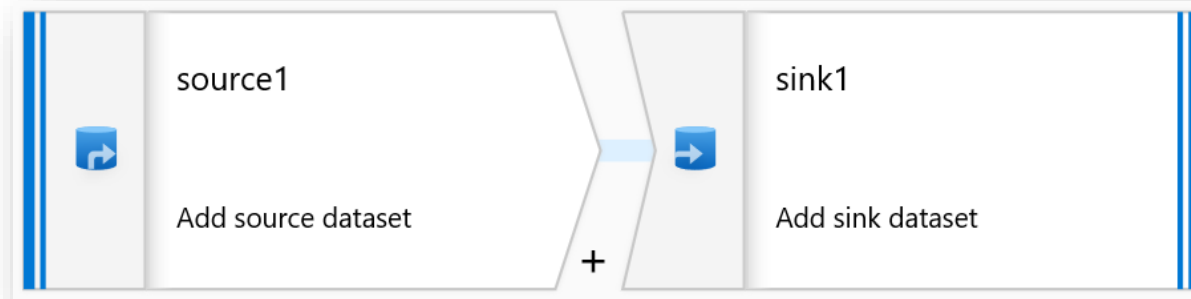 source1
Add source dataset
+
sink1
Add sink dataset